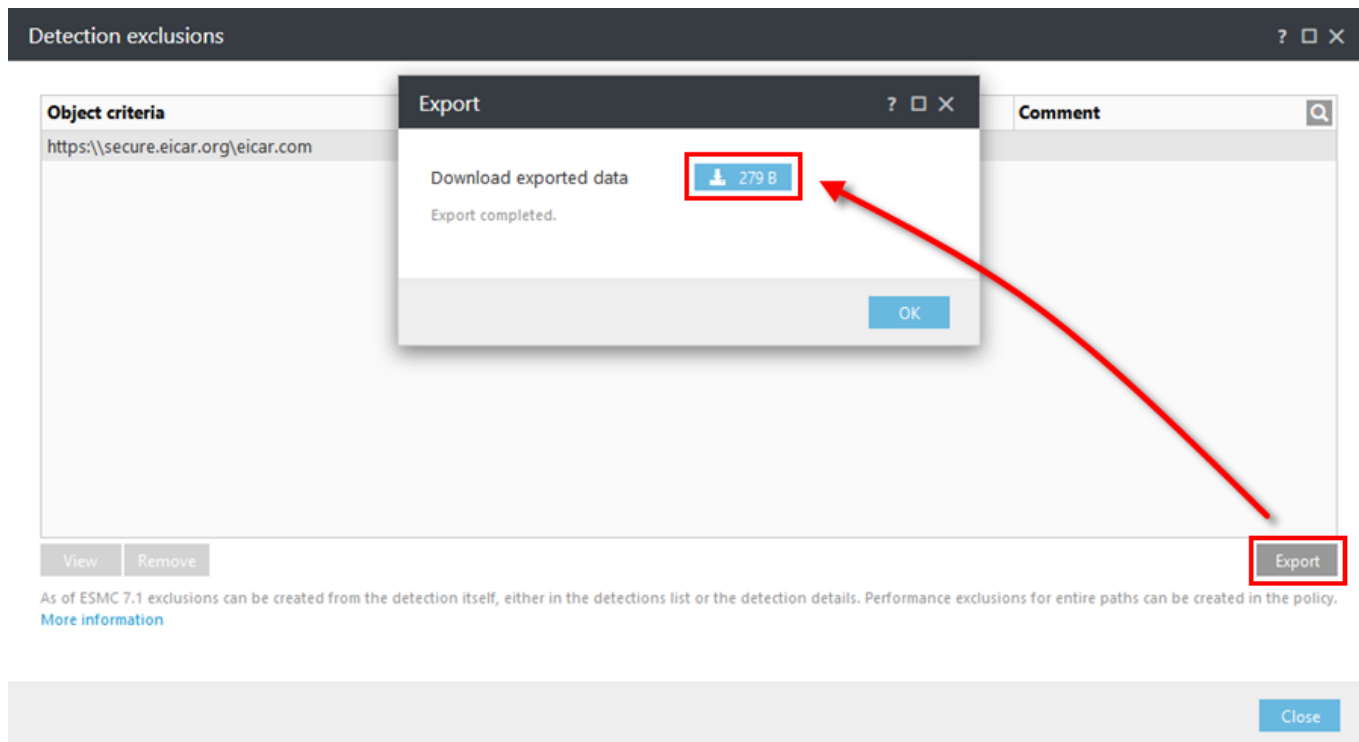 Detection exclusions
?
Export
?
Object criteria
Comment
https:\\secure.eicar.org\eicar.com
Download exported data
279 B
Export completed.
OK
View
Remove
Export
As of ESMC 7.1 exclusions can be created from the detection itself, either in the detections list or the detection details. Performance exclusions for entire paths can be created in the policy.
More information
Close